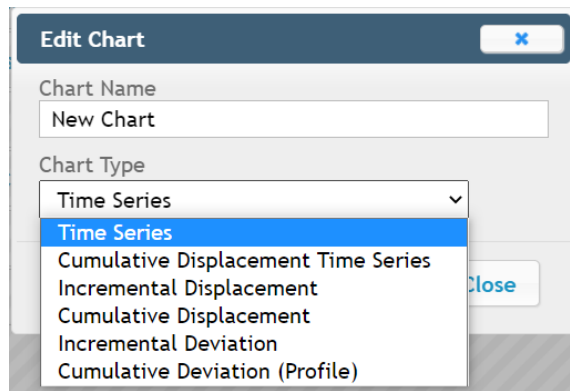 Edit Chart
Chart Name
New Chart
Chart Type
Time Series
Time Series
Cumulative Displacement Time Series
Incremental Displacement
Cumulative Displacement
Incremental Deviation
Cumulative Deviation (Profile)
Close